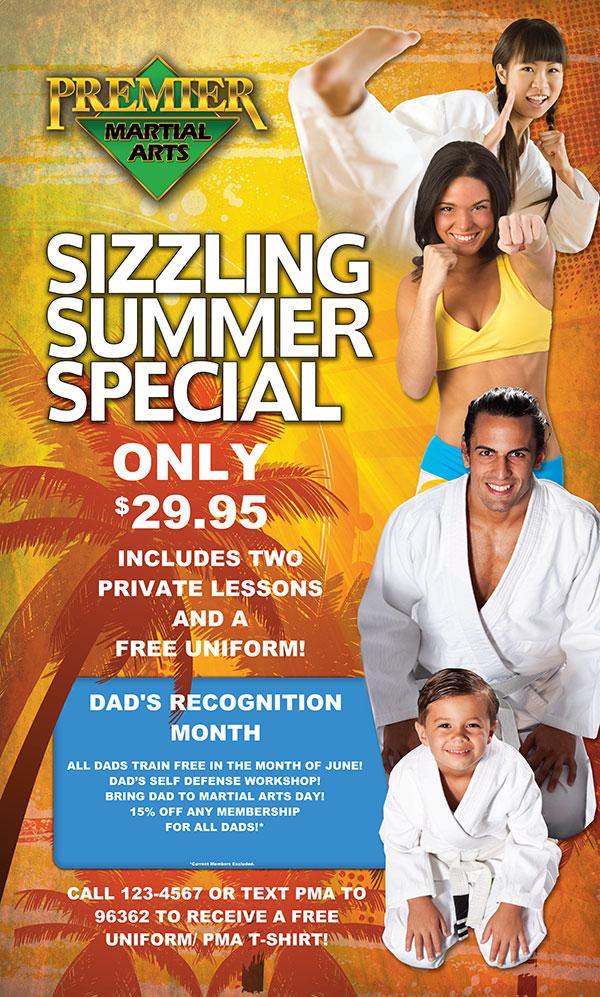 PREMIER
MARTIAL
ARTS
SIZZLING
SUMMER
SPECIAL
ONLY
$29.95
INCLUDES TWO
PRIVATE LESSONS
AND A
FREE UNIFORM!
DAD'S RECOGNITION
MONTH
ALL DADS TRAIN FREE IN THE MONTH OF JUNE!
DAD'S SELF DEFENSE WORKSHOP!
BRING DAD TO MARTIAL ARTS DAY!
15% OFF ANY MEMBERSHIP
FOR ALL DADS!*
*Current Members Excluded.
CALL 123-4567 OR TEXT PMA TO
96362 TO RECEIVE A FREE
UNIFORM/ PMA T-SHIRT!